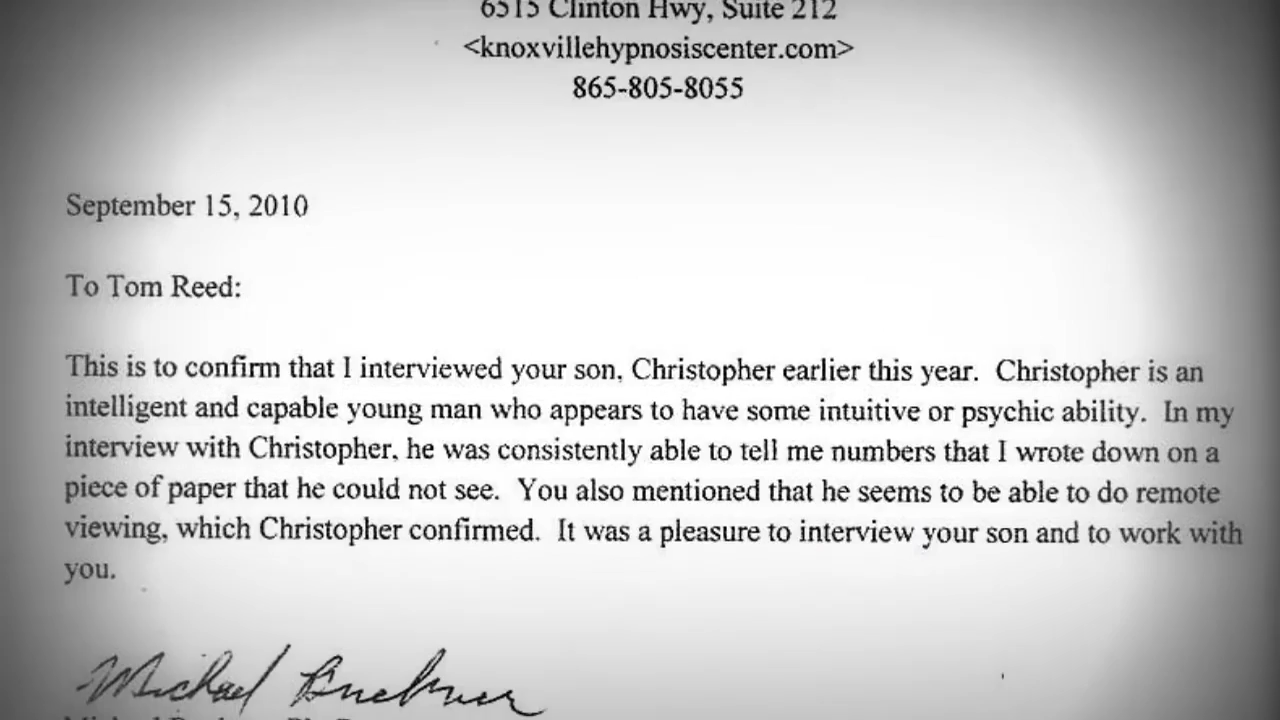 6515 Clinton Hwy, Suite 212
<knoxvillehypnosiscenter.com>
865-805-8055
September 15, 2010
To Tom Reed:
This is to confirm that I interviewed your son, Christopher earlier this year.  Christopher is an
intelligent and capable young man who appears to have some intuitive or psychic ability.  In my
interview with Christopher, he was consistently able to tell me numbers that I wrote down on a
piece of paper that he could not see.  You also mentioned that he seems to be able to do remote
viewing, which Christopher confirmed.  It was a pleasure to interview your son and to work with
you.
Michael